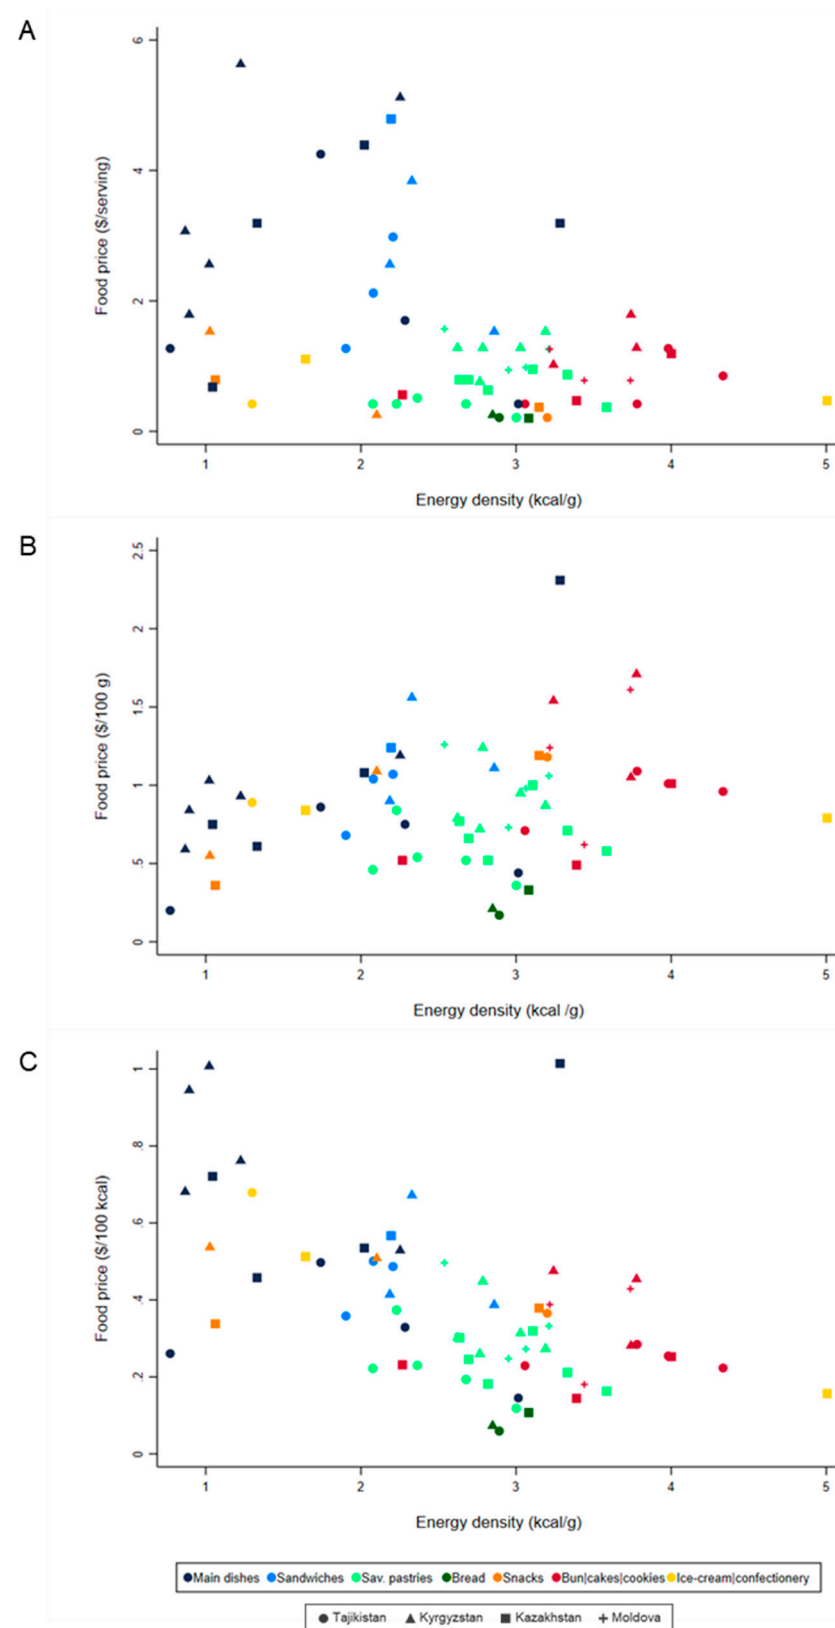 A
6
4
2
0
Food price ($/serving)
1 2 3 4 5
Energy density (kcal/g)
B
2.5
2
1.5
1
.5
0
Food price ($/100 g)
1 2 3 4 5
Energy density (kcal /g)
C
1
.8
.6
.4
.2
0
Food price ($/100 kcal)
1 2 3 4 5
Energy density (kcal/g)
Main dishes Sandwiches Sav. pastries Bread Snacks Bun|cakes|cookies Ice-cream|confectionery
Tajikistan Kyrgyzstan Kazakhstan Moldova